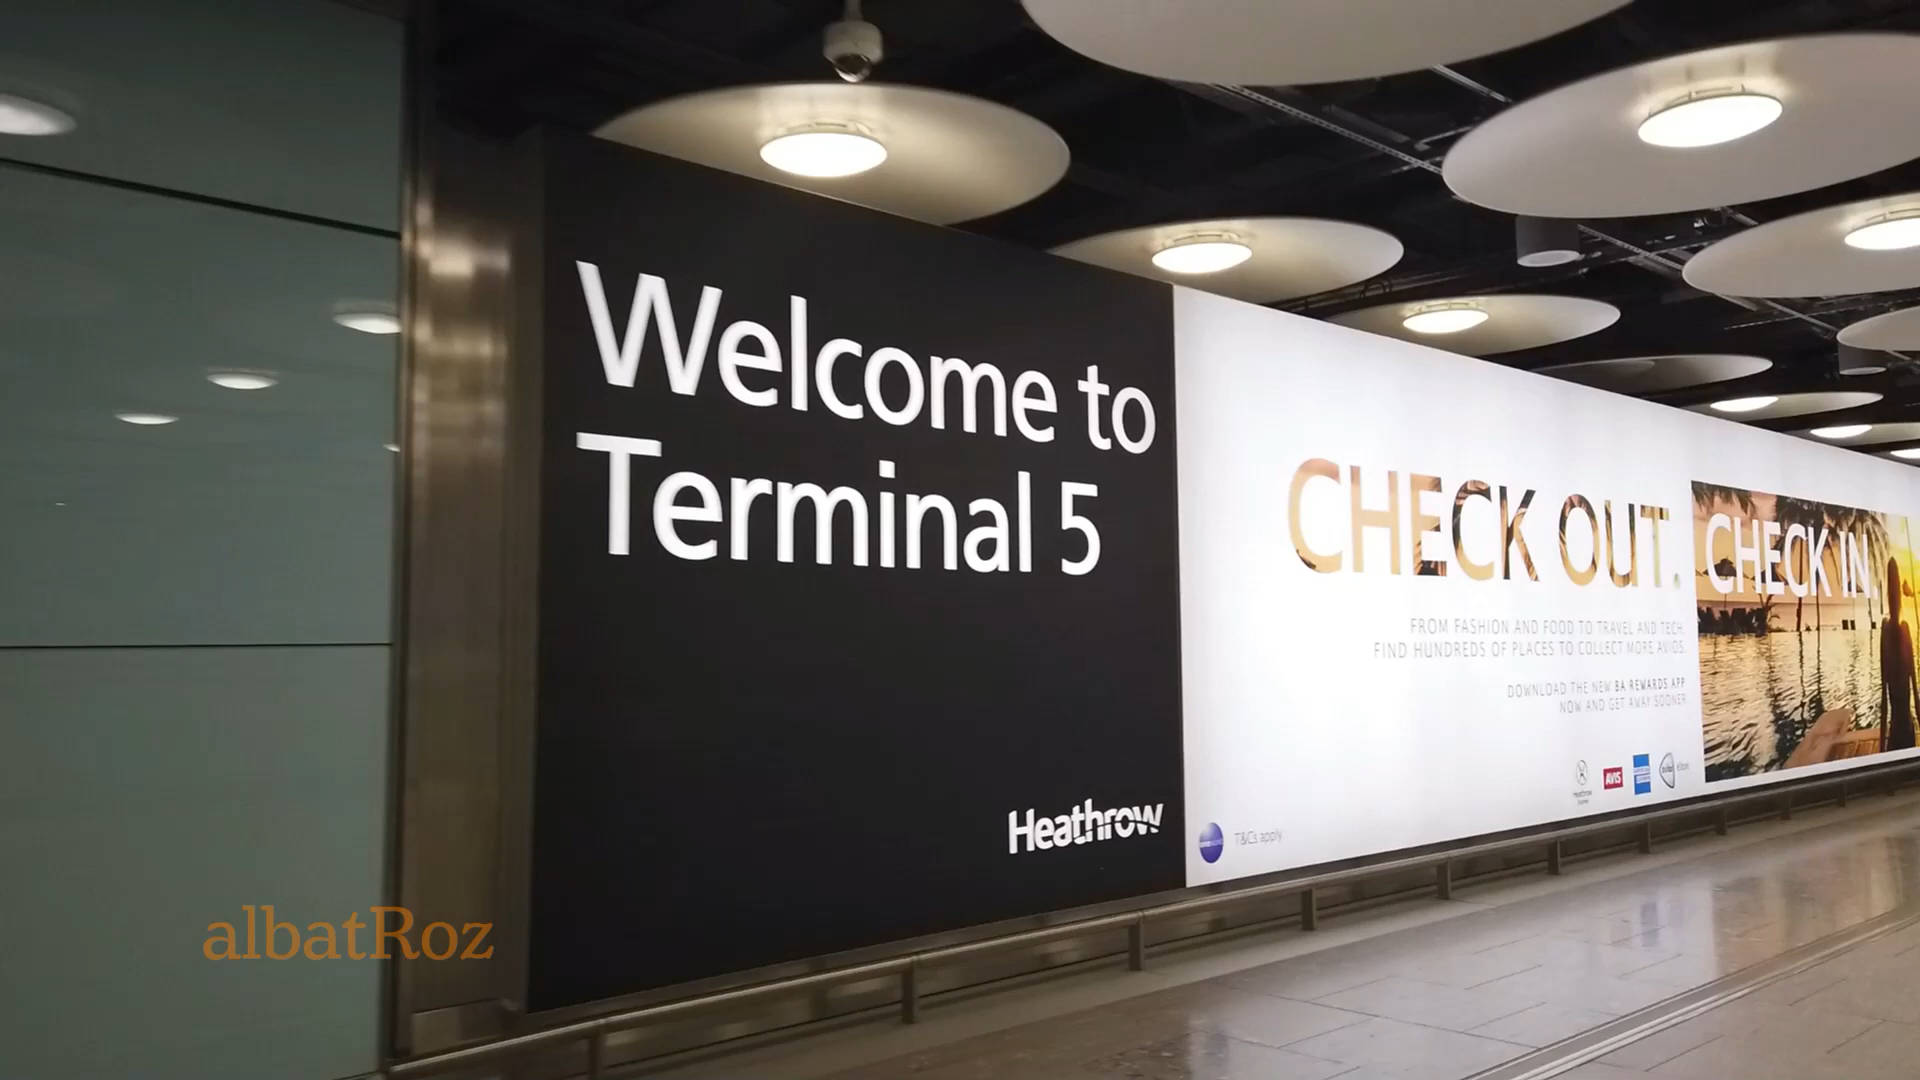 Welcome to
Terminal 5
Heathrow
CHECK OUT.
CHECK IN.
FROM FASHION AND FOOD TO TRAVEL AND TECH,
FIND HUNDREDS OF PLACES TO COLLECT MORE AVIOS.
DOWNLOAD THE NEW BA REWARDS APP
NOW AND GET AWAY SOONER
AVIS
T&Cs apply
albatRoz